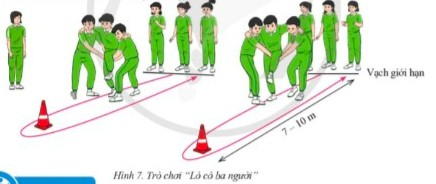 Vạch giới hạn
7 – 10 m
Hình 7. Trò chơi "Lò cò ba người"